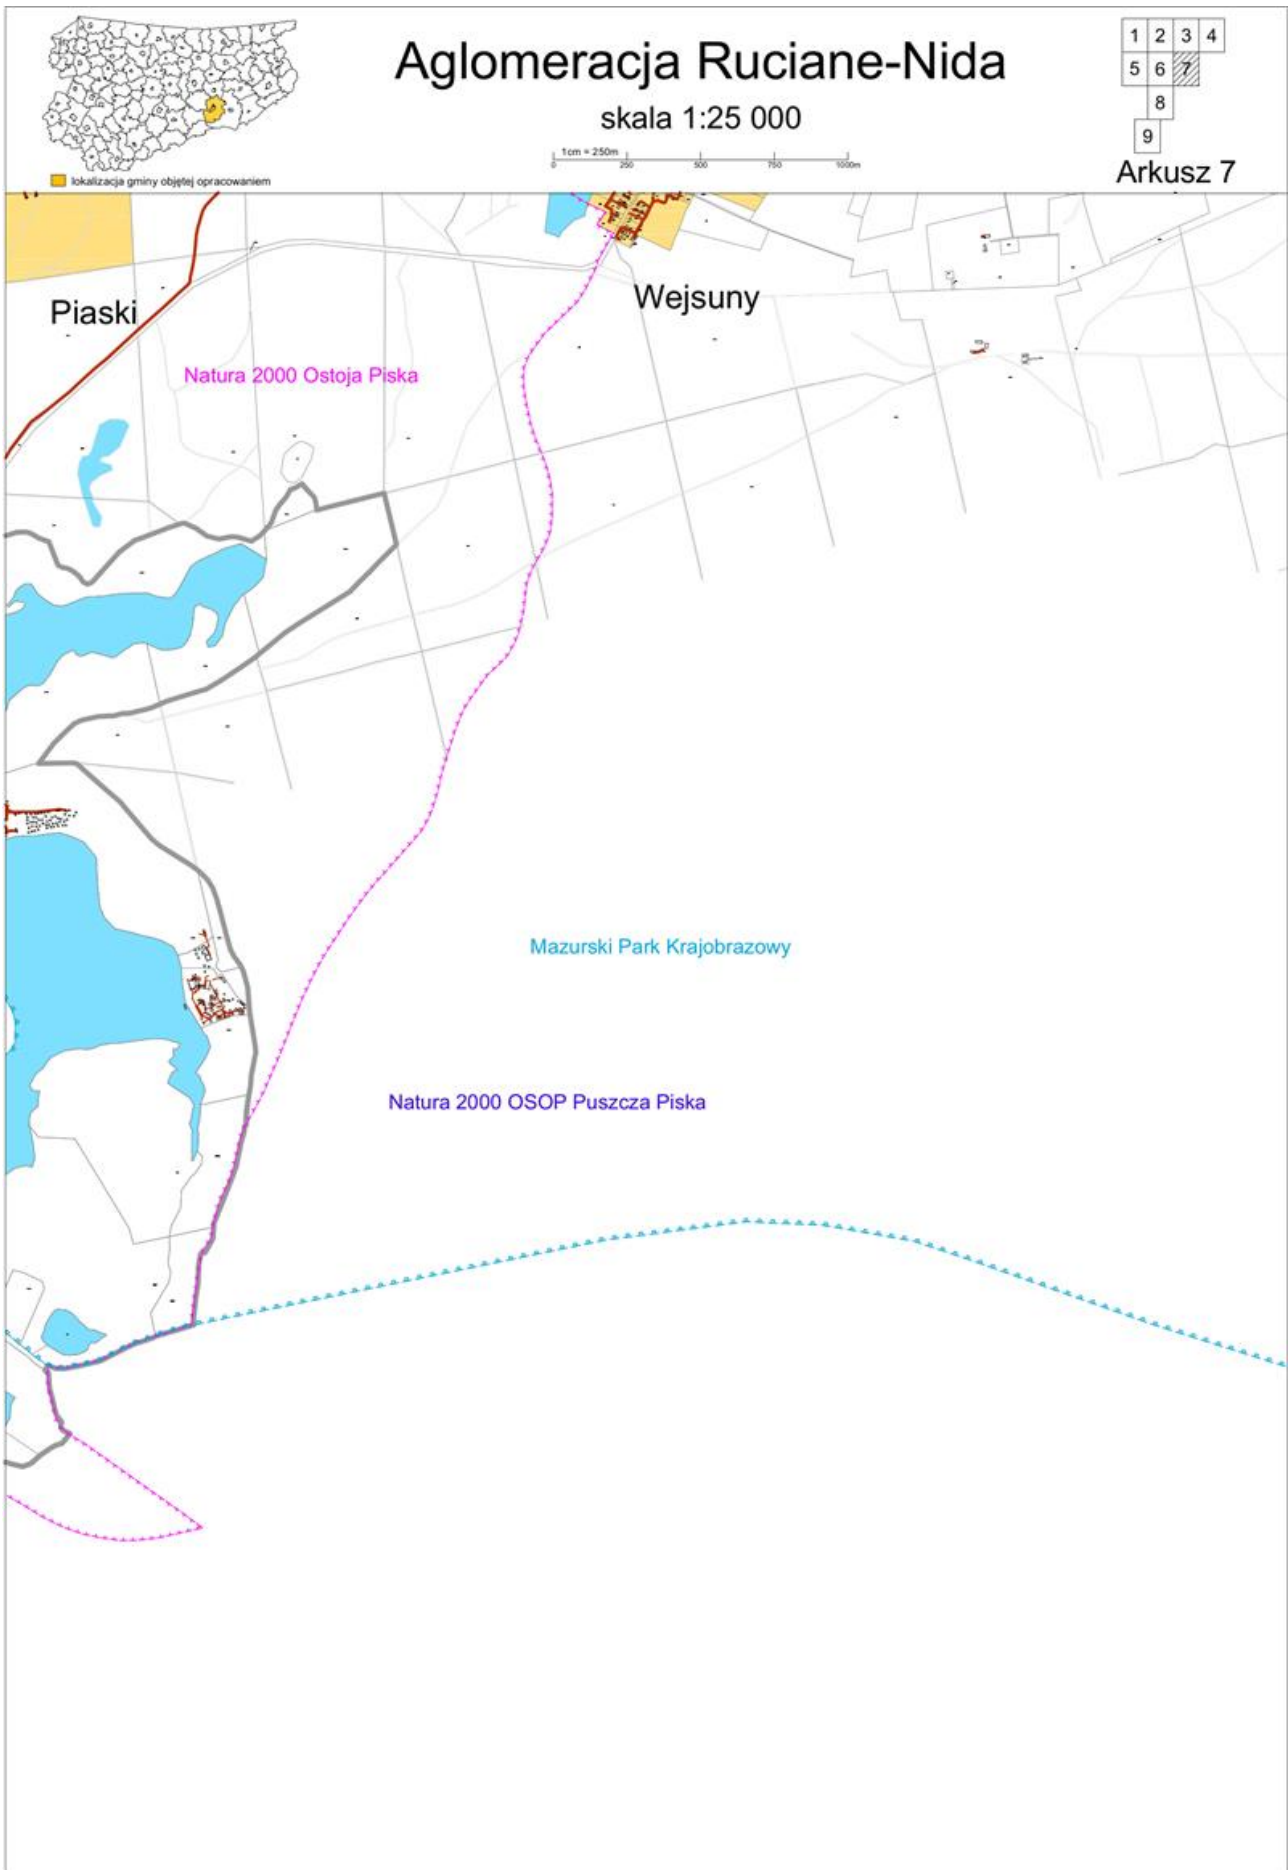 Aglomeracja Ruciane-Nida
skala 1:25 000
1cm = 250m
0 250 500 750 1000m
lokalizacja gminy objętej opracowaniem
1 2 3 4
5 6 7
8
9
Arkusz 7
Piaski
Wejsuny
Natura 2000 Ostoja Piska
Mazurski Park Krajobrazowy
Natura 2000 OSOP Puszcza Piska